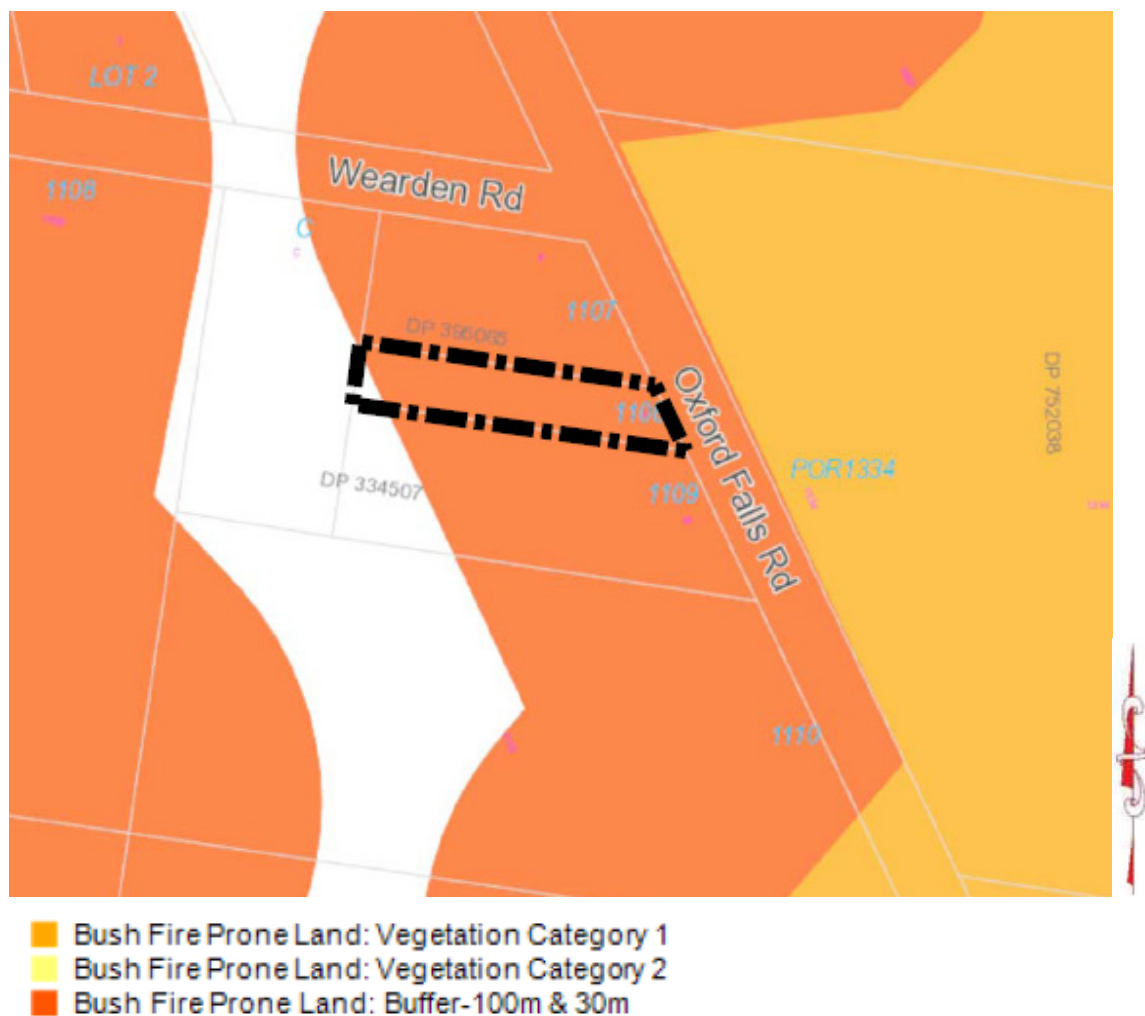 LOT 2
Wearden Rd
1108
C
1107
DP 395065
Oxford Falls Rd
DP 752038
POR1334
1109
DP 334507
1110
Bush Fire Prone Land: Vegetation Category 1
Bush Fire Prone Land: Vegetation Category 2
Bush Fire Prone Land: Buffer-100m & 30m